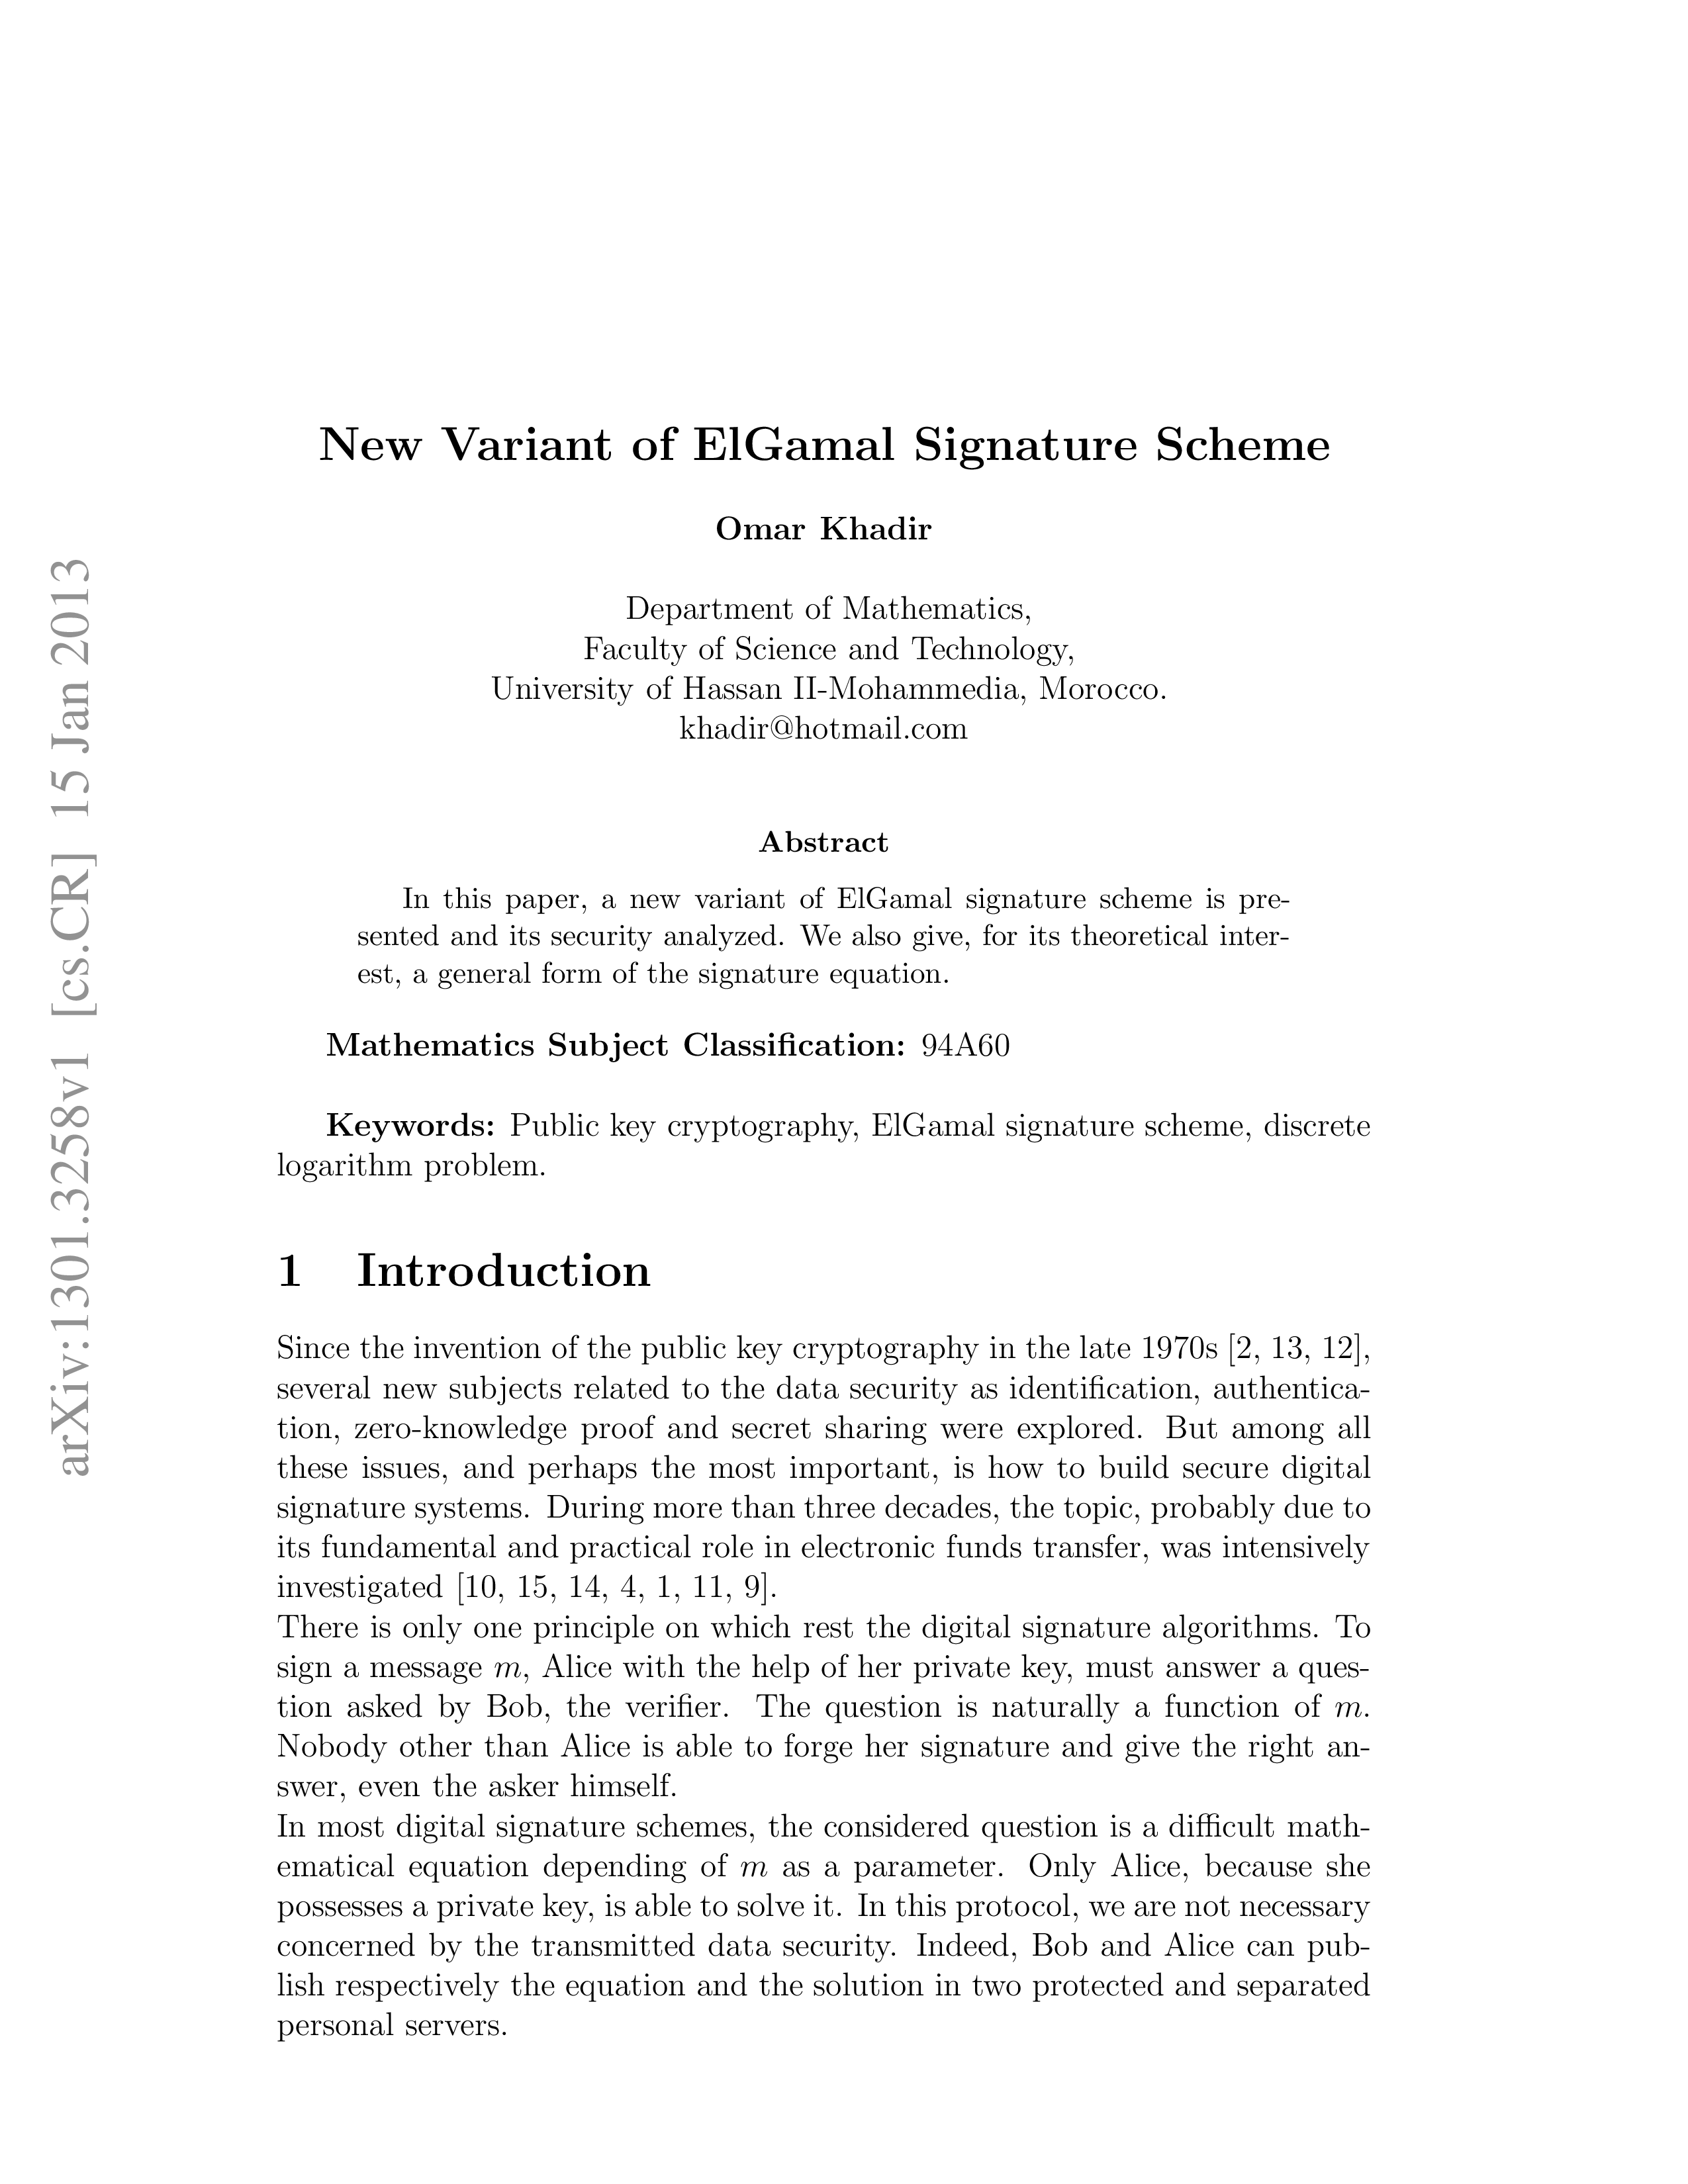 arXiv:1301.3258v1 [cs.CR] 15 Jan 2013
New Variant of ElGamal Signature Scheme
Omar Khadir
Department of Mathematics,
Faculty of Science and Technology,
University of Hassan II-Mohammedia, Morocco.
khadir@hotmail.com
Abstract
In this paper, a new variant of ElGamal signature scheme is pre-
sented and its security analyzed. We also give, for its theoretical inter-
est, a general form of the signature equation.
Mathematics Subject Classification: 94A60
Keywords: Public key cryptography, ElGamal signature scheme, discrete
logarithm problem.
1 Introduction
Since the invention of the public key cryptography in the late 1970s [2, 13, 12],
several new subjects related to the data security as identification, authentica-
tion, zero-knowledge proof and secret sharing were explored. But among all
these issues, and perhaps the most important, is how to build secure digital
signature systems. During more than three decades, the topic, probably due to
its fundamental and practical role in electronic funds transfer, was intensively
investigated [10, 15, 14, 4, 1, 11, 9].
There is only one principle on which rest the digital signature algorithms. To
sign a message m, Alice with the help of her private key, must answer a ques-
tion asked by Bob, the verifier. The question is naturally a function of m.
Nobody other than Alice is able to forge her signature and give the right an-
swer, even the asker himself.
In most digital signature schemes, the considered question is a difficult math-
ematical equation depending of m as a parameter. Only Alice, because she
possesses a private key, is able to solve it. In this protocol, we are not necessary
concerned by the transmitted data security. Indeed, Bob and Alice can pub-
lish respectively the equation and the solution in two protected and separated
personal servers.